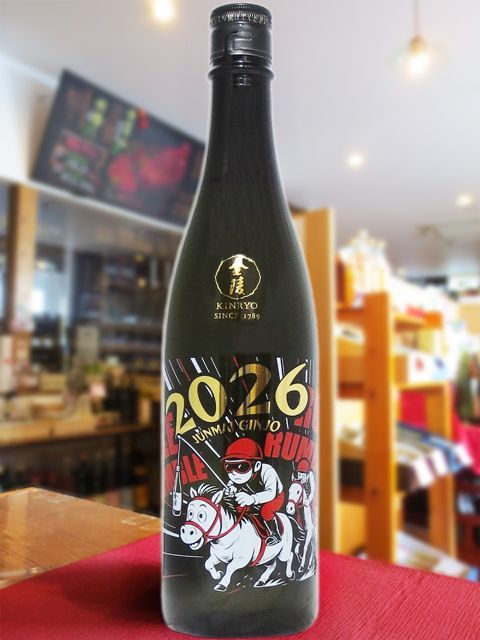 金陵
KINRYO
SINCE 1789
2026
JUNMAI GINJO